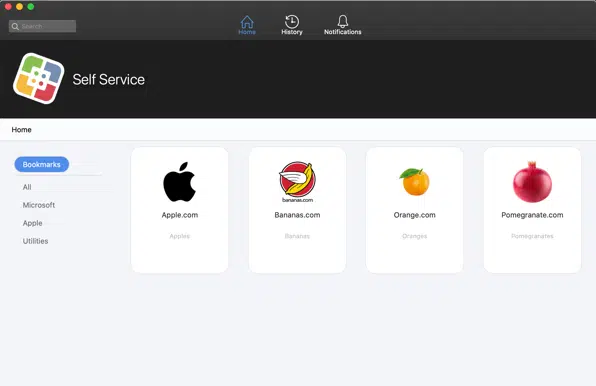 Search
Home
History
Notifications
Self Service
Home
Bookmarks
All
Microsoft
Apple
Utilities
bananas.com
Apple.com
Bananas.com
Orange.com
Pomegranate.com
Apples
Bananas
Oranges
Pomegranates